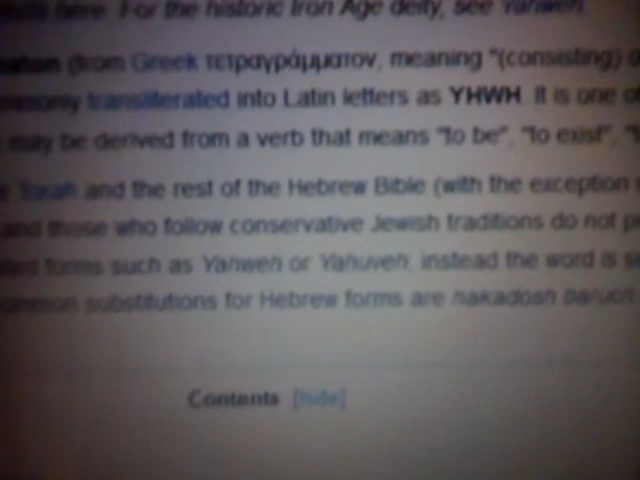 here. For the historic Iron Age deity, see Yahweh.
(from Greek τετραγράμματον, meaning "(consisting)
transliterated into Latin letters as YHWH. It is one of
may be derived from a verb that means "to be", "to exist",
Torah and the rest of the Hebrew Bible (with the exception
and those who follow conservative Jewish traditions do not
forms such as Yahweh or Yahuveh; instead the word is
common substitutions for Hebrew forms are hakadosh baruch
Contents [hide]